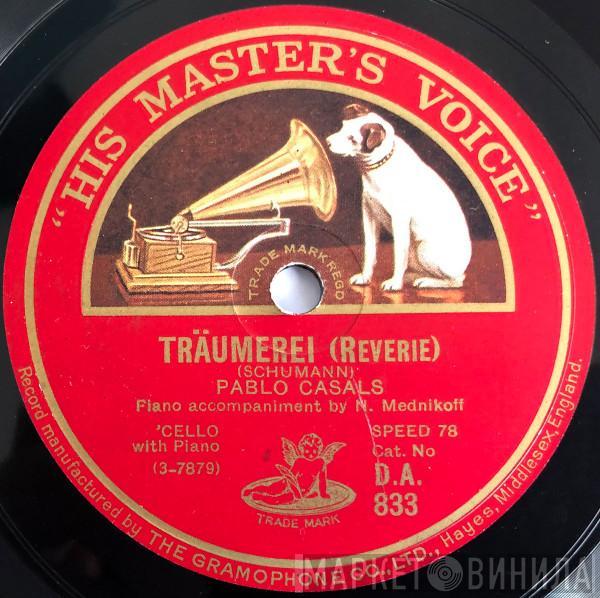 "HIS MASTER'S VOICE"
TRADE MARK REGD
TRÄUMEREI (REVERIE)
(SCHUMANN)
PABLO CASALS
Piano accompaniment by N. Mednikoff
'CELLO
with Piano
(3-7879)
SPEED 78
Cat. No
D.A.
833
TRADE MARK
Record manufactured by THE GRAMOPHONE CO., LTD., Hayes, Middlesex, England.
МАРКЕТ ВИНИЛА